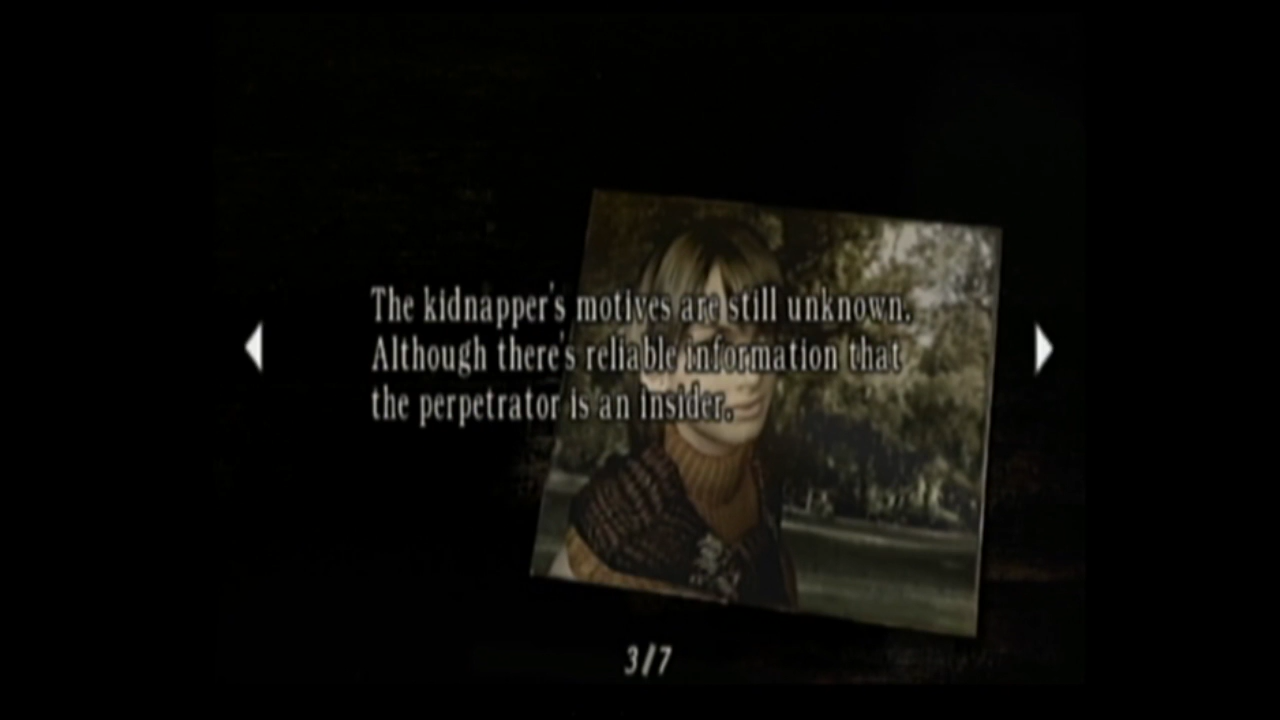 The kidnapper's motives are still unknown.
Although there's reliable information that
the perpetrator is an insider.
3/7